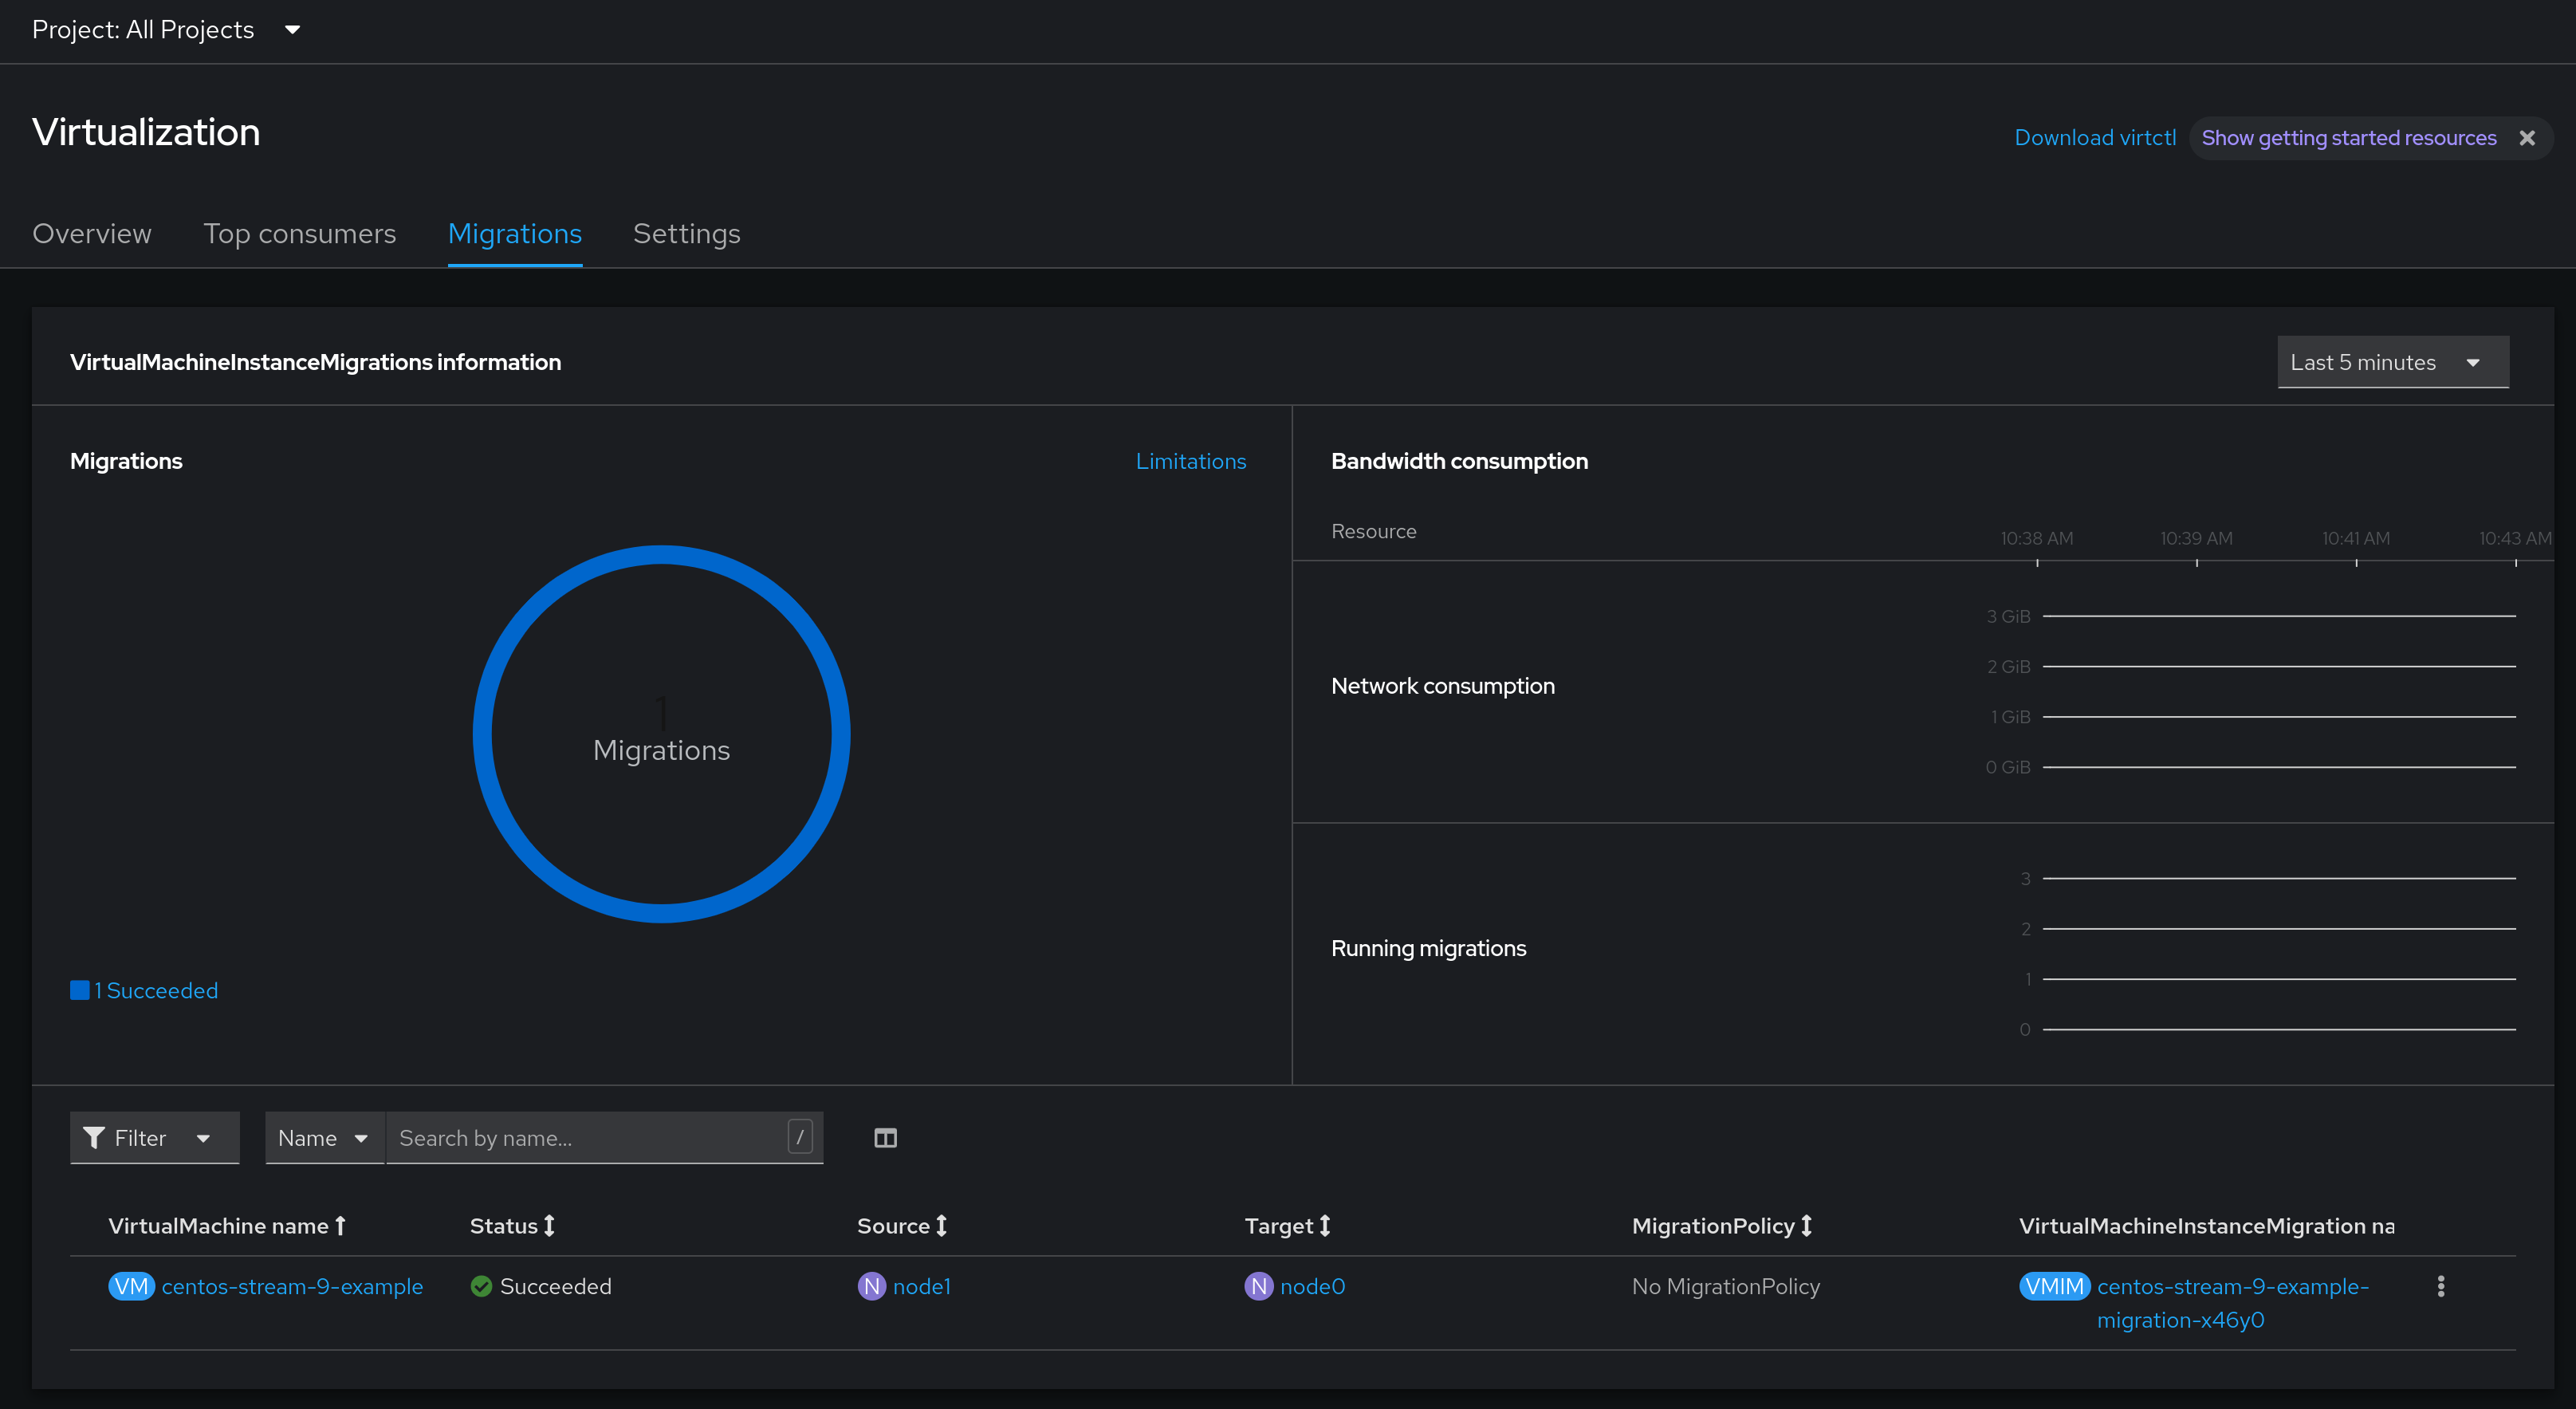 Project: All Projects
Virtualization
Download virtctl
Show getting started resources
Overview
Top consumers
Migrations
Settings
VirtualMachineInstanceMigrations information
Last 5 minutes
Migrations
Limitations
1
Migrations
1 Succeeded
Bandwidth consumption
Resource
10:38 AM 10:39 AM 10:41 AM 10:43 AM
Network consumption
3 GiB
2 GiB
1 GiB
0 GiB
Running migrations
3
2
1
0
Filter
Name
Search by name...
/
VirtualMachine name Status Source Target MigrationPolicy VirtualMachineInstanceMigration na
VM centos-stream-9-example Succeeded N node1 N node0 No MigrationPolicy VMIM centos-stream-9-example-
migration-x46y0